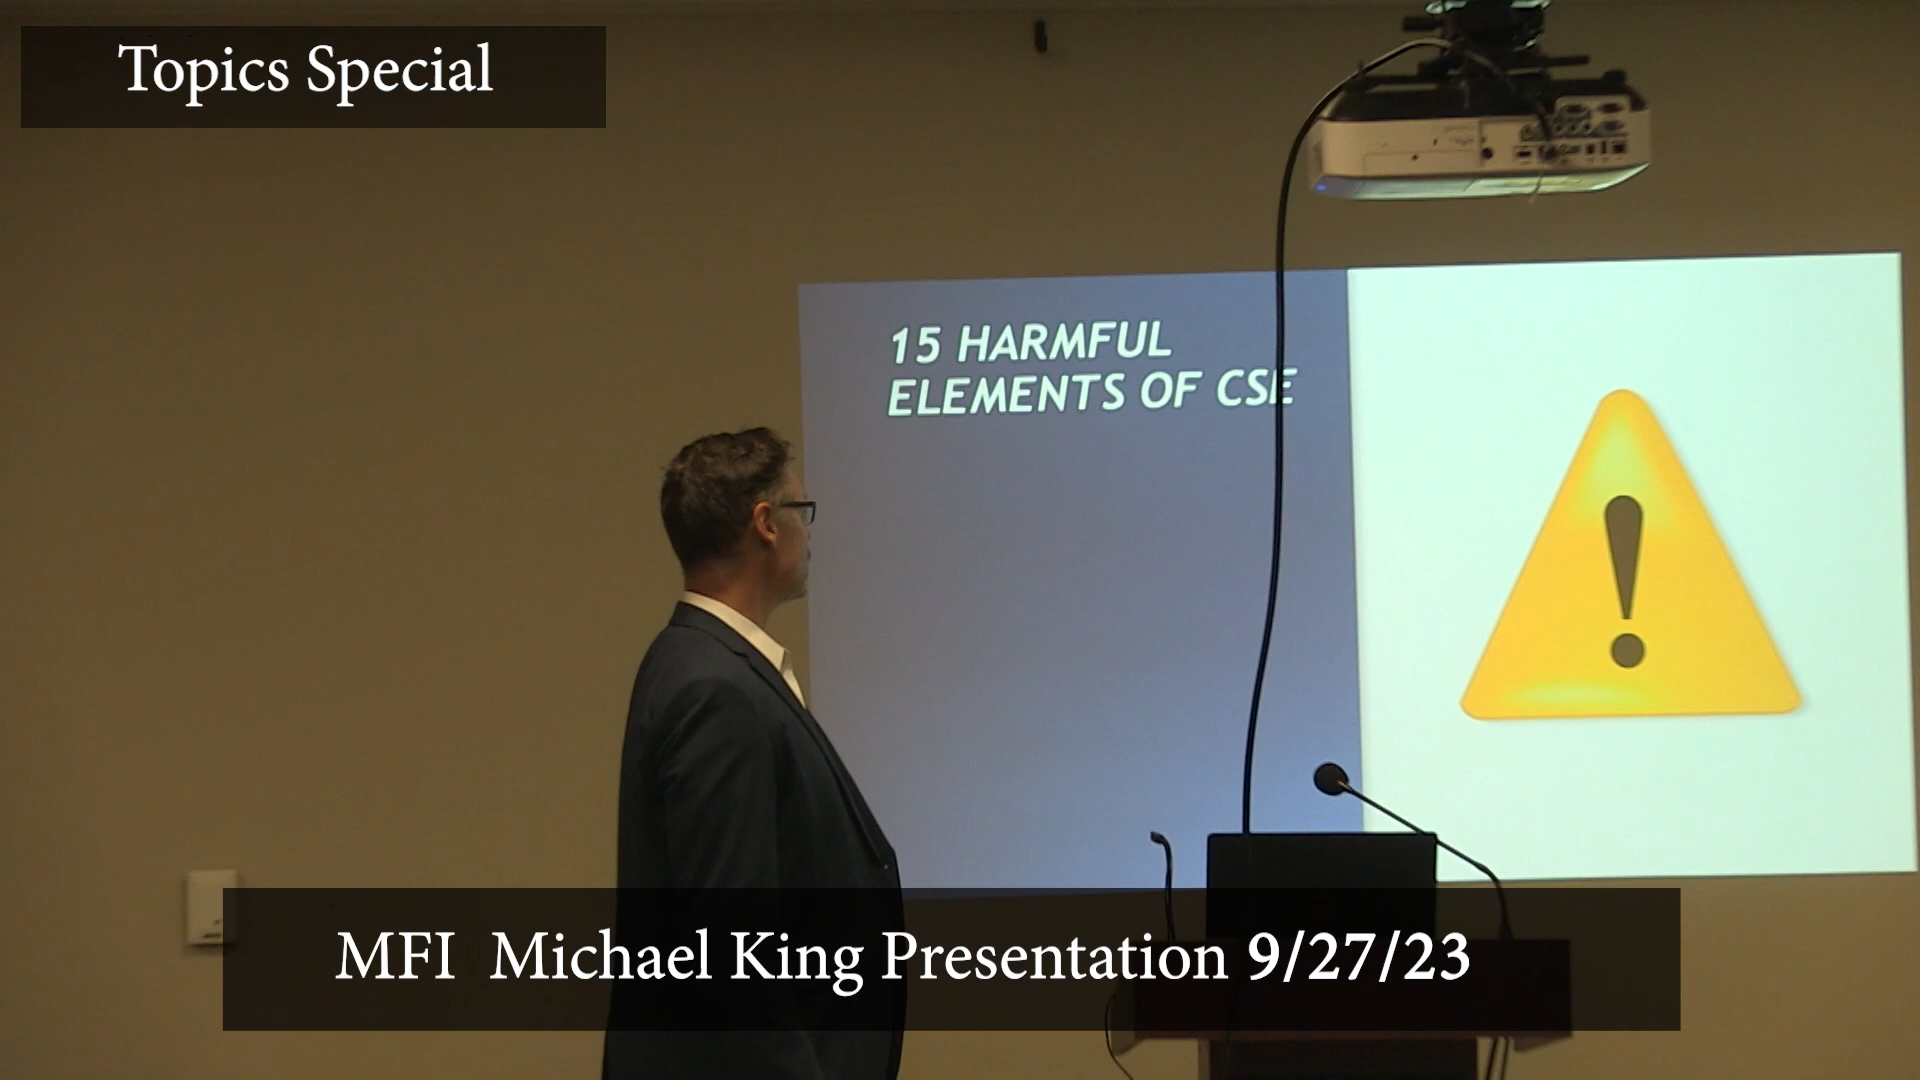 Topics Special
15 HARMFUL
ELEMENTS OF CSE
MFI Michael King Presentation 9/27/23